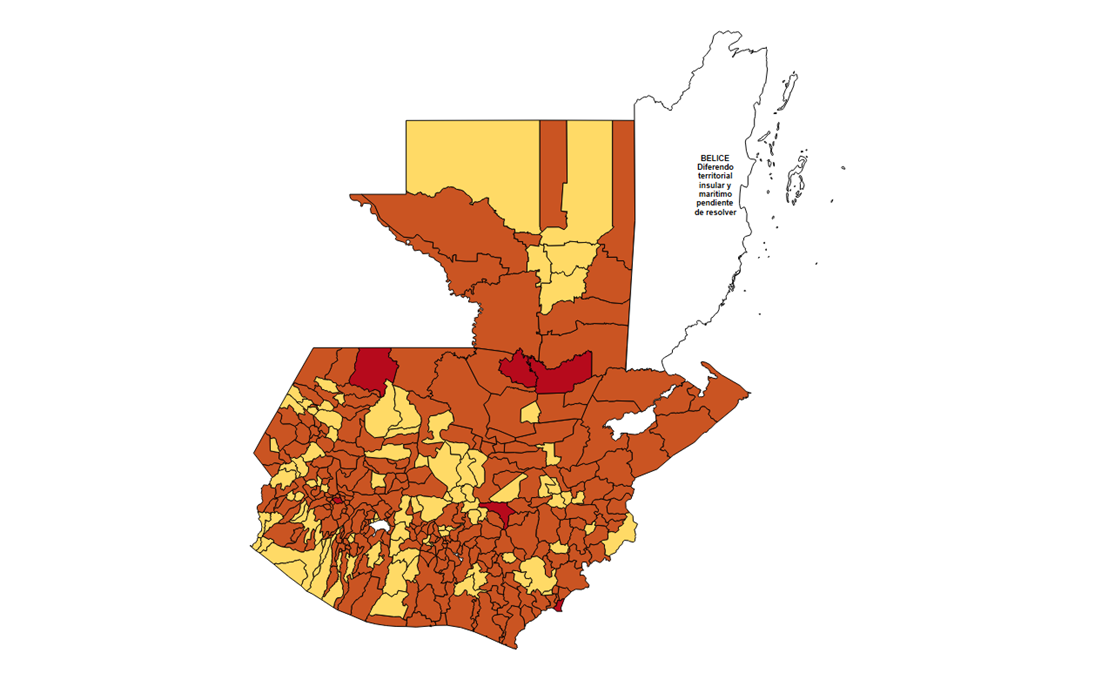 BELICE
Diferendo
territorial
insular y
marítimo
pendiente
de resolver